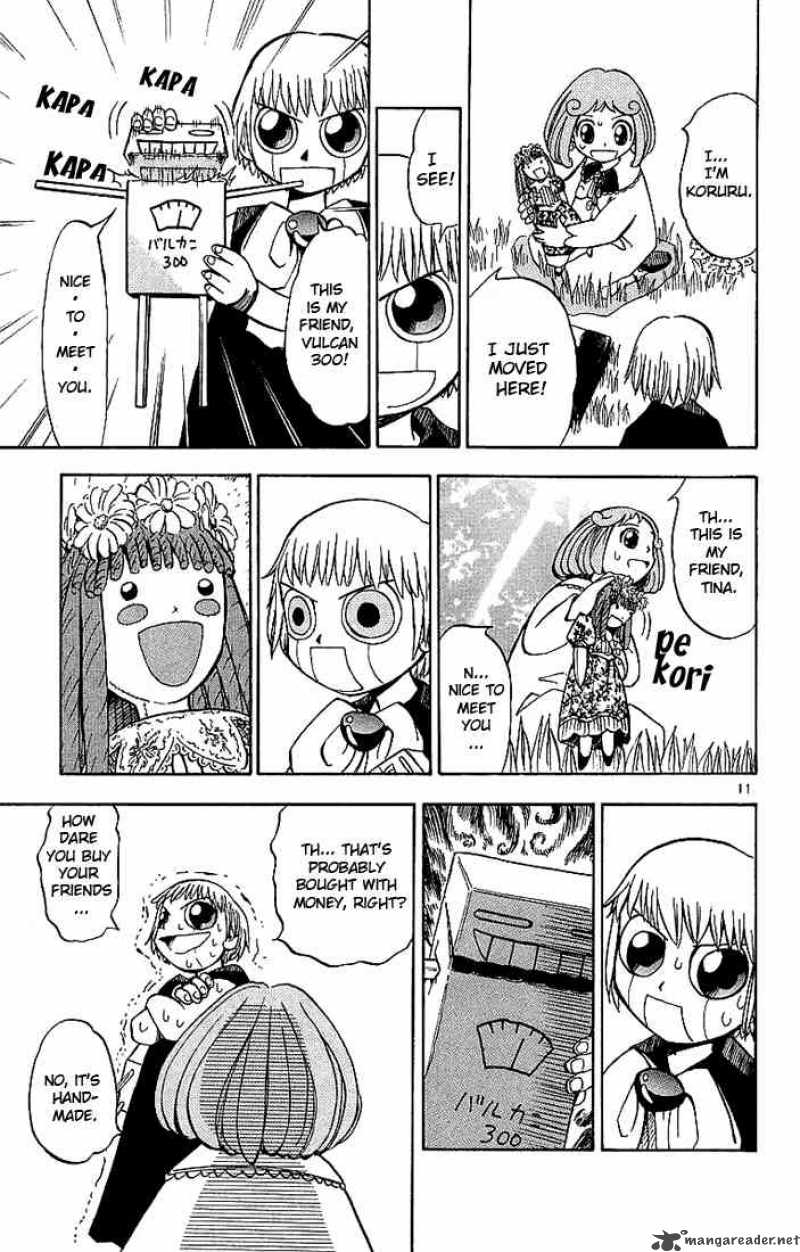 I...
I'M
KORURU.
I JUST
MOVED
HERE!
I
SEE!
THIS
IS MY
FRIEND,
VULCAN
300!
KAPA
KAPA
KAPA
バルカン
300
NICE
・
TO
・
MEET
・
YOU.
TH...
THIS IS
MY
FRIEND,
TINA.
Pe
KORI
N...
NICE TO
MEET
YOU
...
11
バルカン
300
TH... THAT'S
PROBABLY
BOUGHT WITH
MONEY, RIGHT?
HOW
DARE
YOU BUY
YOUR
FRIENDS
...
NO, IT'S
HAND-
MADE.
mangareader.net